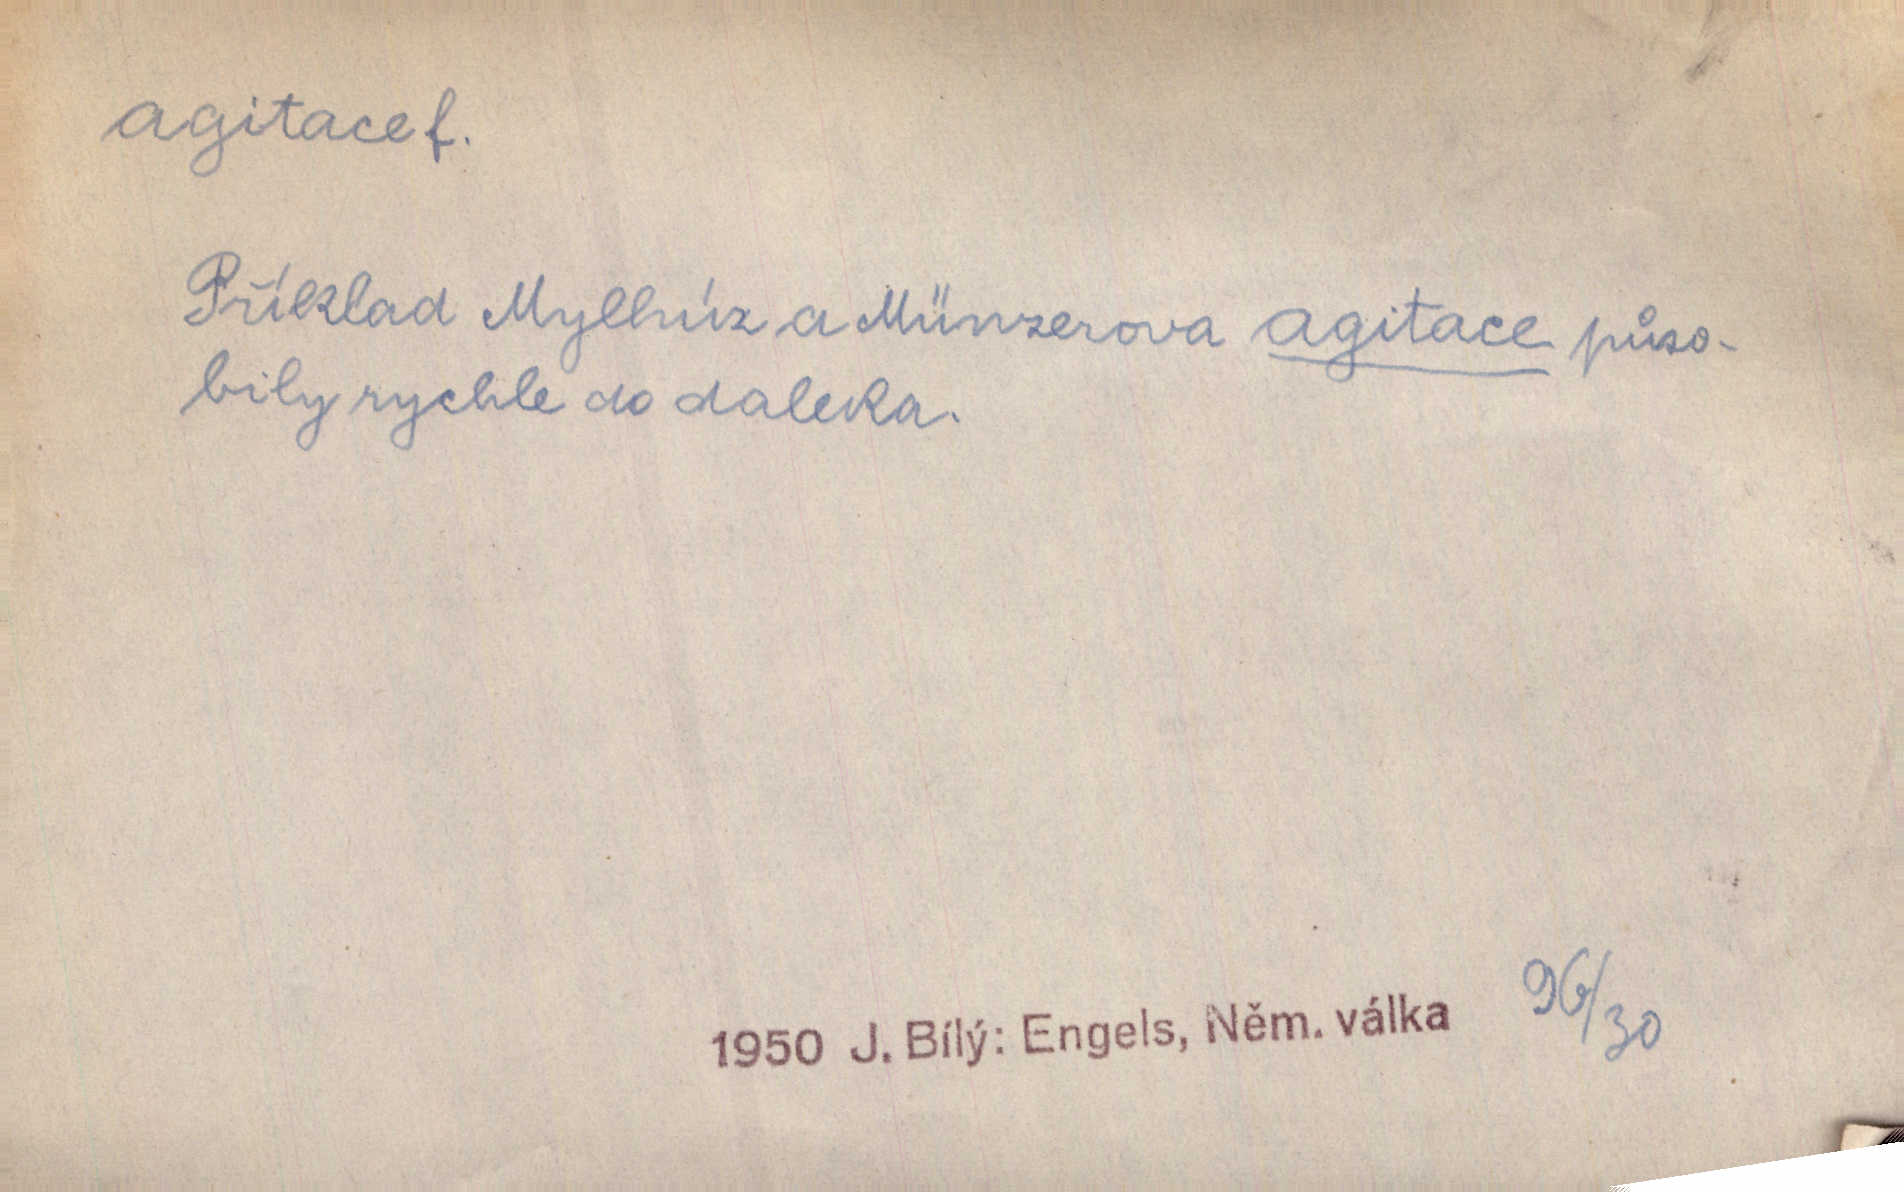 agitace f.
Příklad Mylhúz a Münzerova agitace půso-
bily rychle do daleka.
1950 J. Bílý: Engels, Něm. válka 96/30